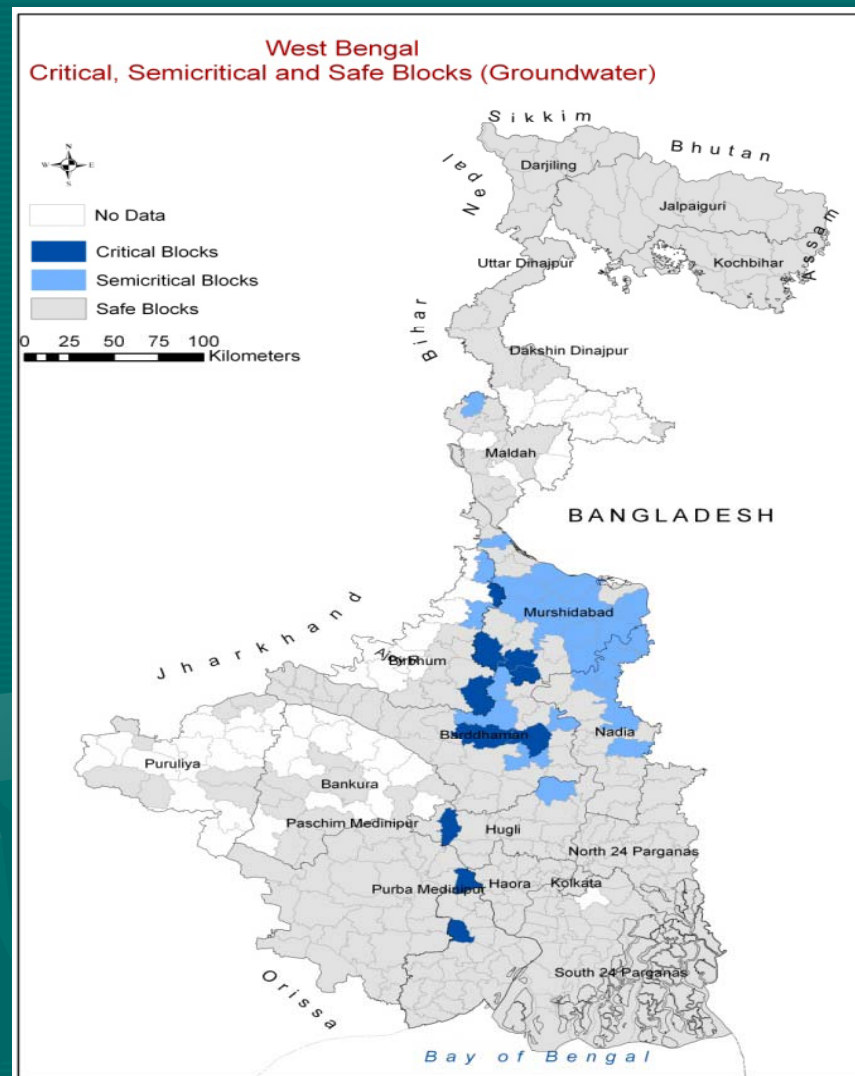 West Bengal
Critical, Semicritical and Safe Blocks (Groundwater)
N
W E
S
No Data
Critical Blocks
Semicritical Blocks
Safe Blocks
0 25 50 75 100
Kilometers
Sikkim
Bhutan
Nepal
Darjiling
Jalpaiguri
Assam
Uttar Dinajpur
Kochbihar
Bihar
Dakshin Dinajpur
Maldah
BANGLADESH
Murshidabad
Jharkhand
Birbhum
Barddhaman
Nadia
Puruliya
Bankura
Paschim Medinipur
Hugli
North 24 Parganas
Purba Medinipur
Haora
Kolkata
South 24 Parganas
Orissa
Bay of Bengal